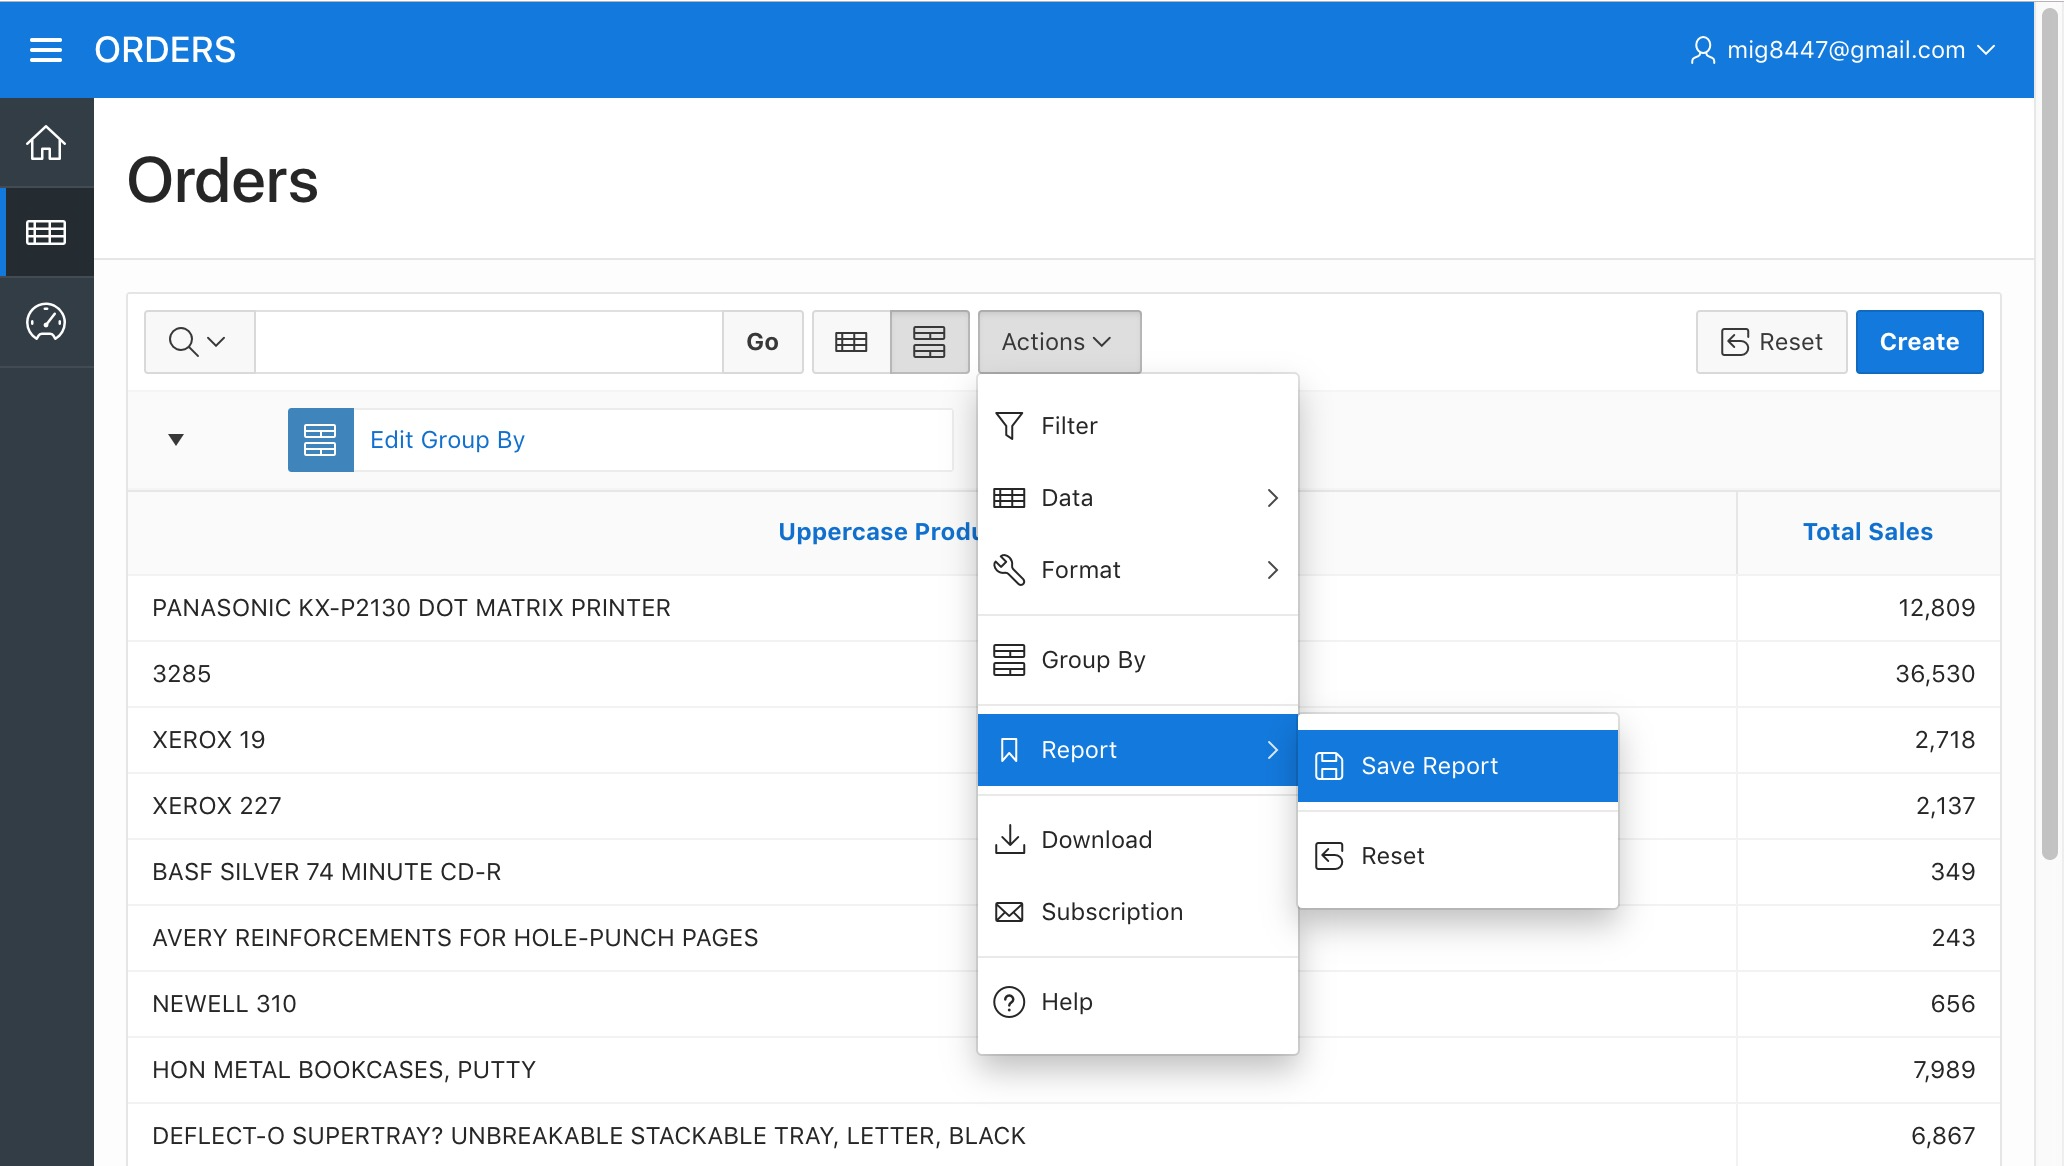 ORDERS
mig8447@gmail.com
Orders
Go
Actions
Reset
Create
Edit Group By
Filter
Data
Format
Group By
Report
Save Report
Reset
Download
Subscription
Help
Uppercase Produ
Total Sales
PANASONIC KX-P2130 DOT MATRIX PRINTER 12,809
3285 36,530
XEROX 19 2,718
XEROX 227 2,137
BASF SILVER 74 MINUTE CD-R 349
AVERY REINFORCEMENTS FOR HOLE-PUNCH PAGES 243
NEWELL 310 656
HON METAL BOOKCASES, PUTTY 7,989
DEFLECT-O SUPERTRAY? UNBREAKABLE STACKABLE TRAY, LETTER, BLACK 6,867